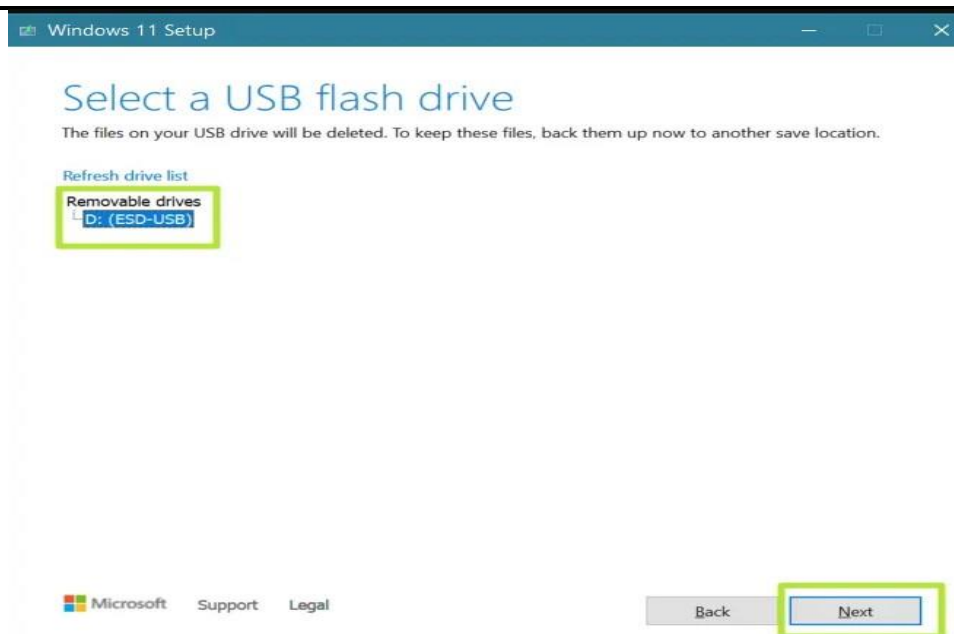 Windows 11 Setup
Select a USB flash drive
The files on your USB drive will be deleted. To keep these files, back them up now to another save location.
Refresh drive list
Removable drives
D: (ESD-USB)
Microsoft Support Legal Back Next